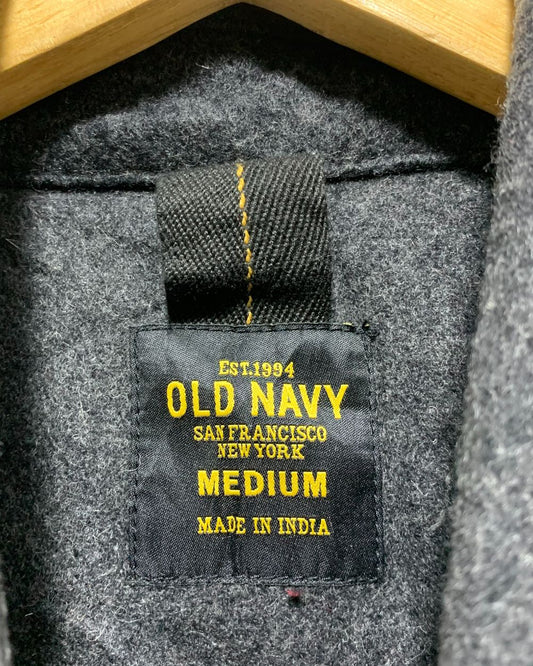 EST.1994
OLD NAVY
SAN FRANCISCO
NEW YORK
MEDIUM
MADE IN INDIA